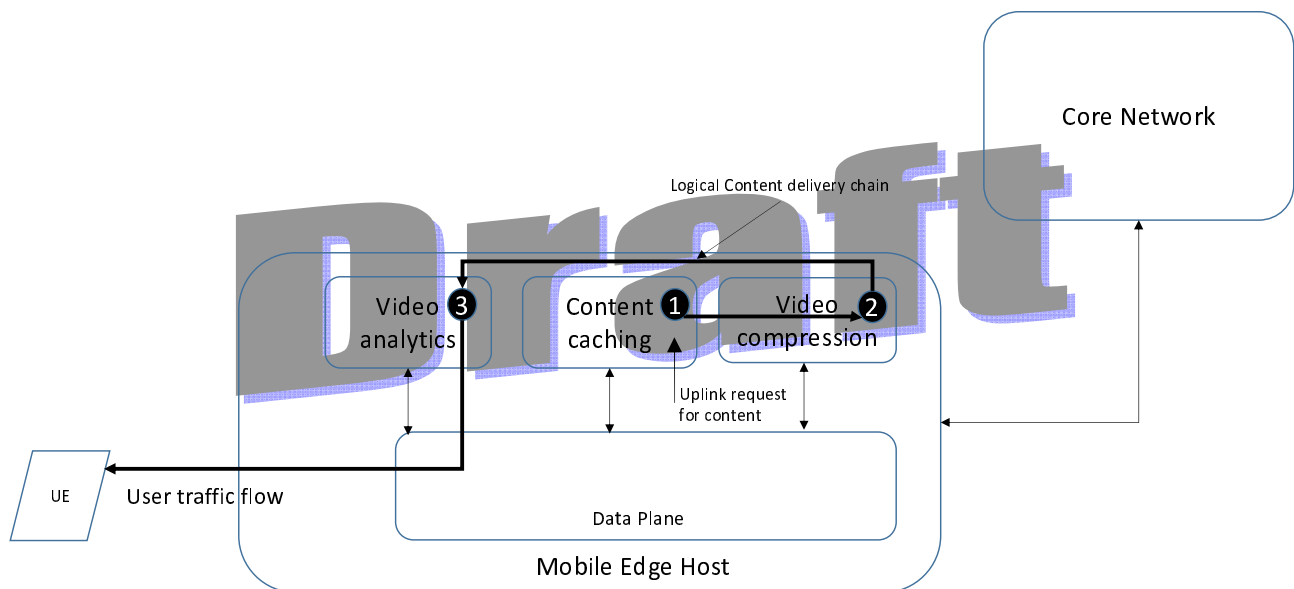 Core Network
Draft
Logical Content delivery chain
Video
analytics
3
Content
caching
1
Video
compression
2
Uplink request
for content
UE
User traffic flow
Data Plane
Mobile Edge Host